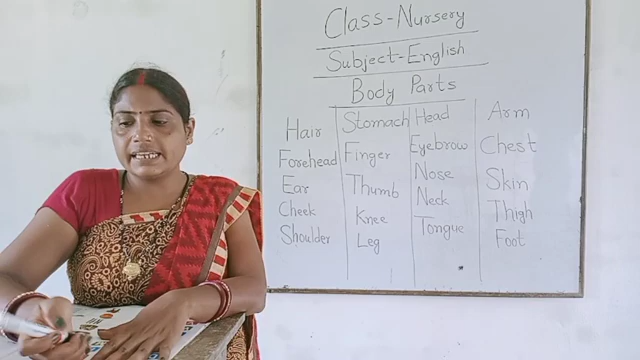 Class-Nursery
Subject-English
Body Parts
Hair Stomach Head Arm
Forehead Finger Eyebrow Chest
Ear Thumb Nose Skin
Cheek Knee Neck Thigh
Shoulder Leg Tongue Foot